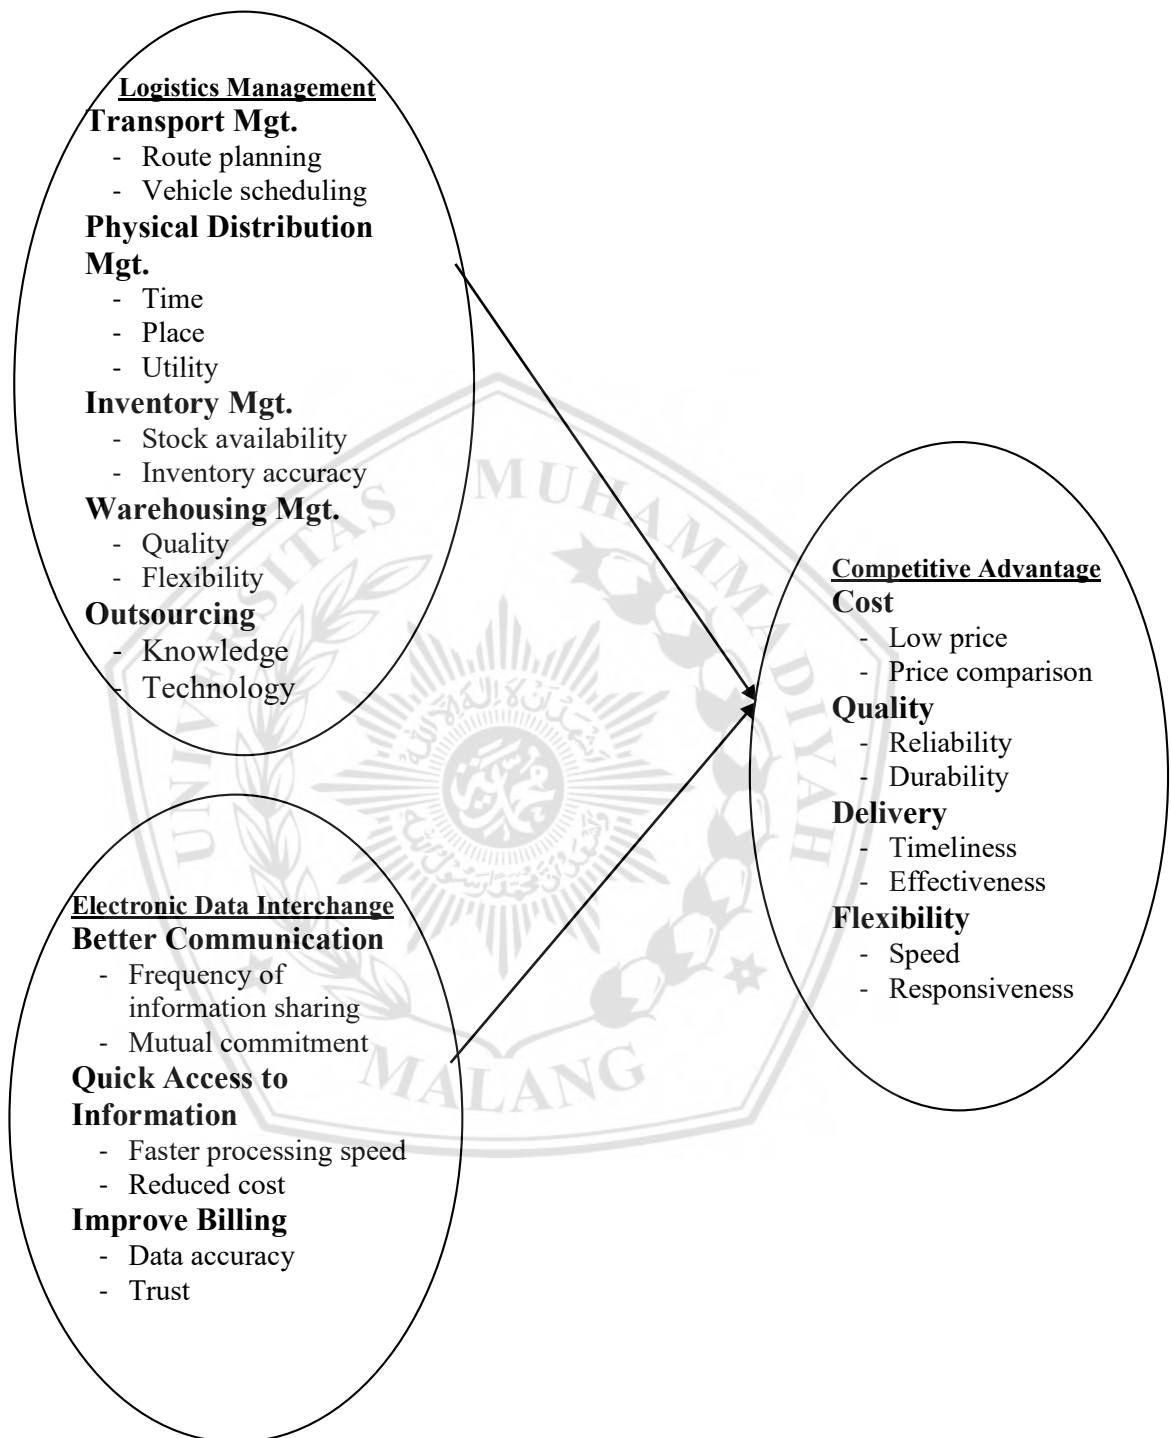 Logistics Management
Transport Mgt.
- Route planning
- Vehicle scheduling
Physical Distribution
Mgt.
- Time
- Place
- Utility
Inventory Mgt.
- Stock availability
- Inventory accuracy
Warehousing Mgt.
- Quality
- Flexibility
Outsourcing
- Knowledge
- Technology
Electronic Data Interchange
Better Communication
- Frequency of
information sharing
- Mutual commitment
Quick Access to
Information
- Faster processing speed
- Reduced cost
Improve Billing
- Data accuracy
- Trust
Competitive Advantage
Cost
- Low price
- Price comparison
Quality
- Reliability
- Durability
Delivery
- Timeliness
- Effectiveness
Flexibility
- Speed
- Responsiveness
UNIVERSITAS MUHAMMADIYAH
MALANG